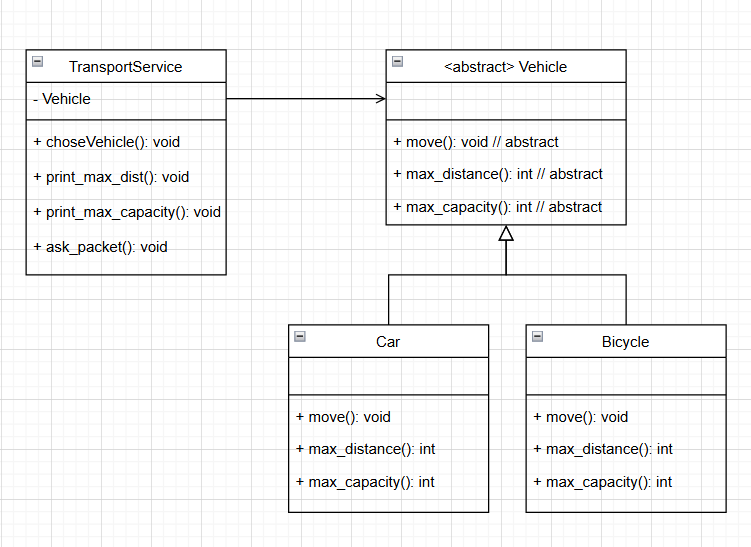 TransportService
- Vehicle
+ choseVehicle(): void
+ print_max_dist(): void
+ print_max_capacity(): void
+ ask_packet(): void
<abstract> Vehicle
+ move(): void // abstract
+ max_distance(): int // abstract
+ max_capacity(): int // abstract
Car
+ move(): void
+ max_distance(): int
+ max_capacity(): int
Bicycle
+ move(): void
+ max_distance(): int
+ max_capacity(): int